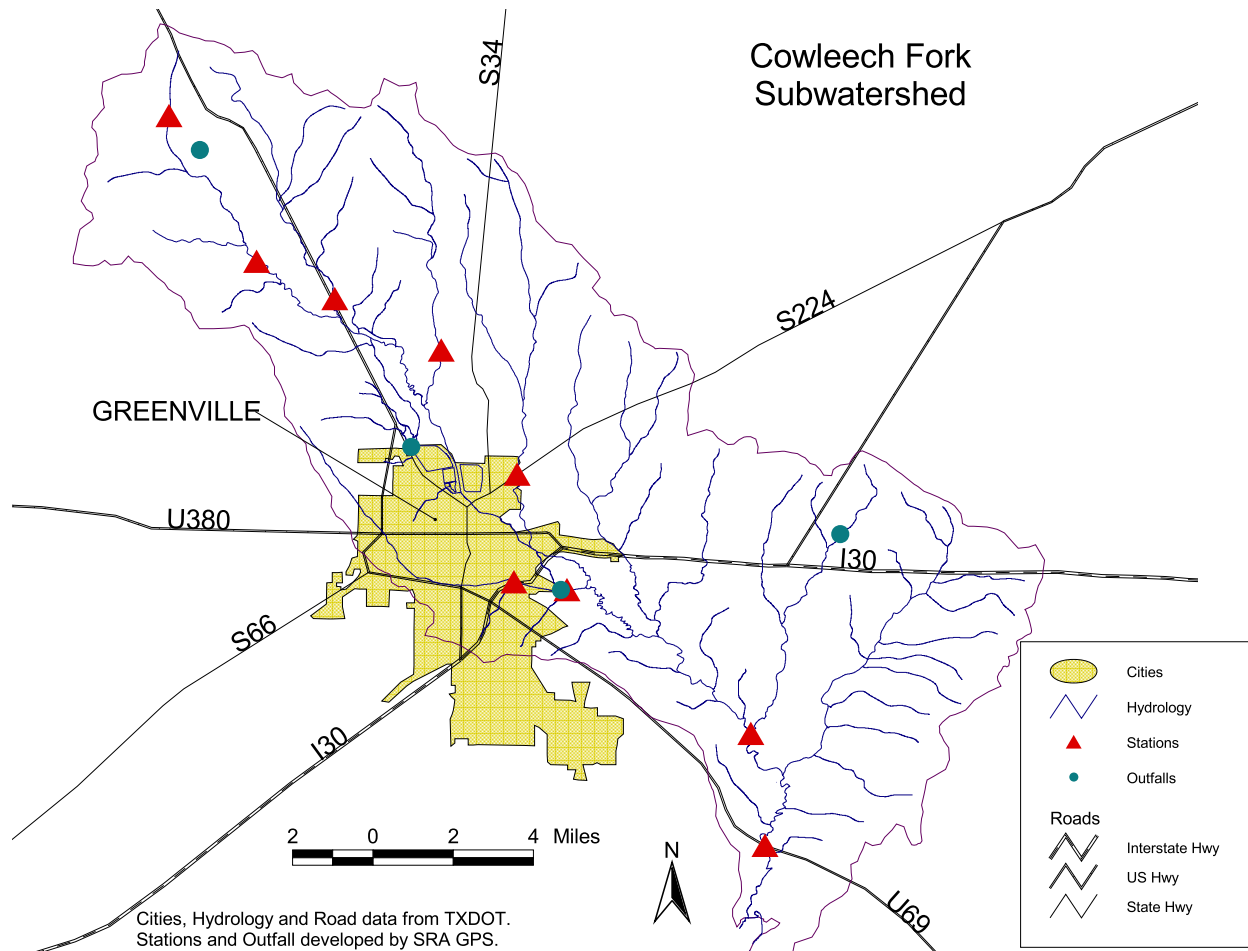 Cowleech Fork
Subwatershed
S34
S224
GREENVILLE
U380
I30
S66
I30
U69
2 0 2 4 Miles
N
Cities, Hydrology and Road data from TXDOT.
Stations and Outfall developed by SRA GPS.
Cities
Hydrology
Stations
Outfalls
Roads
Interstate Hwy
US Hwy
State Hwy